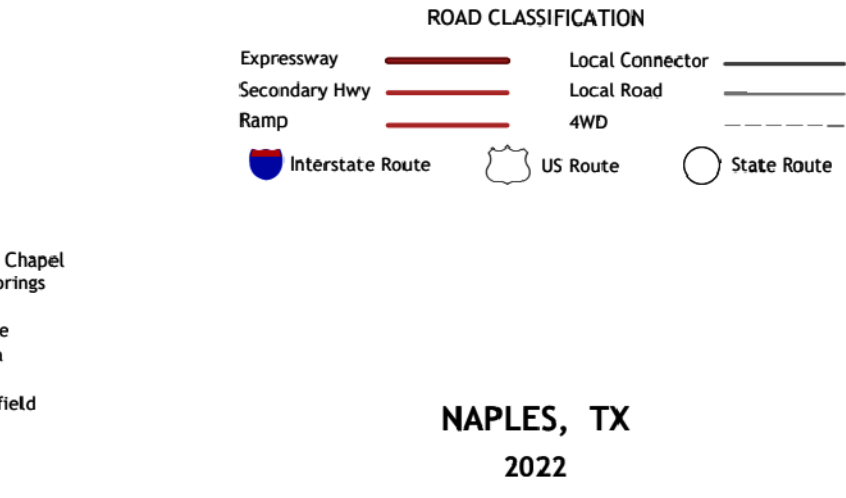 ROAD CLASSIFICATION
Expressway
Local Connector
Secondary Hwy
Local Road
Ramp
4WD
Interstate Route
US Route
State Route
Chapel
field
NAPLES, TX
2022